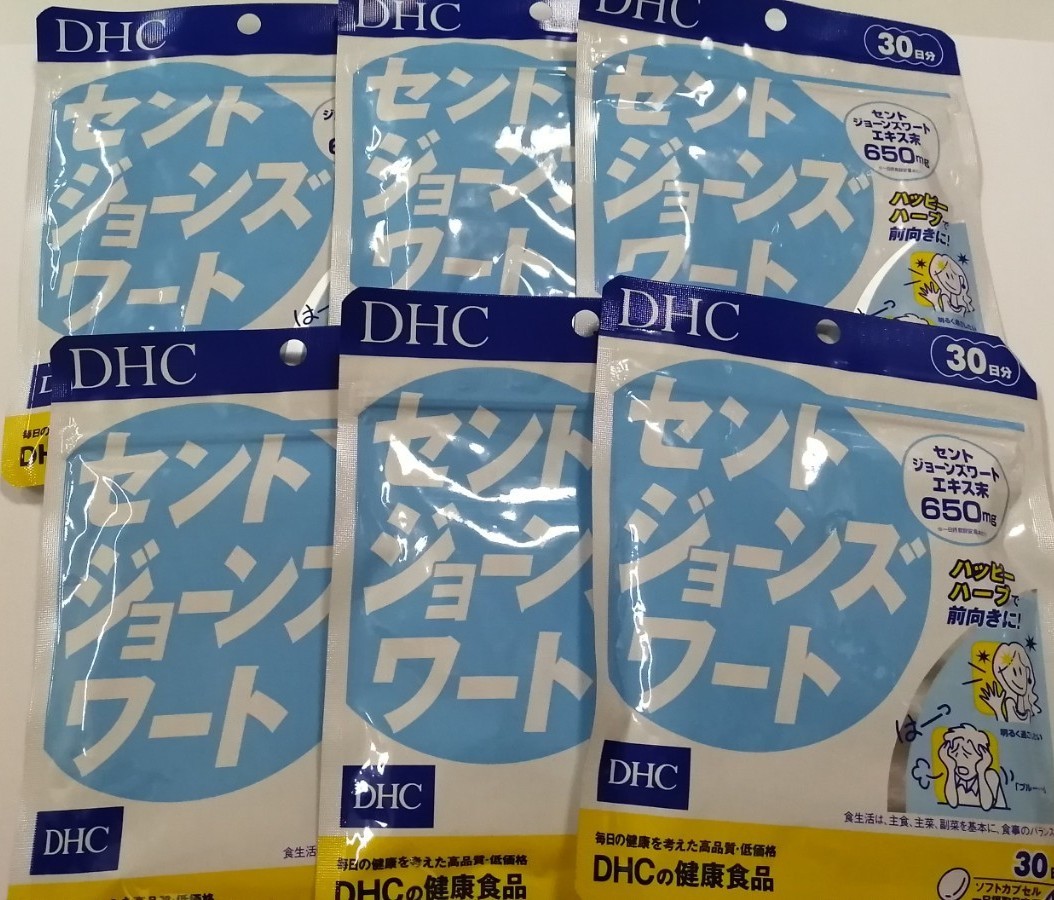 DHC
セント
ジョーンズ
ワート
は
毎日の
DH
DHC
セント
ジョーンズ
ワート
DHC
30日分
セント
ジョーンズ
ワート
セント
ジョーンズワート
エキス末
650mg
ハッピー
ハーブで
前向きに!
DHC
セント
ジョーンズ
ワート
DHC
食生活
DHC
セント
ジョーン
ワート
DHC
毎日の健康を考えた高品質・低価格
DHCの健康食品
DHC
30日分
セント
ジョーンズ
ワート
セント
ジョーンズワート
エキス末
650mg
ハッピー
ハーブで
前向きに!
は〜っ
DHC
食生活は、主食、主菜、副菜を基本に、食事のバランス
毎日の健康を考えた高品質・低価格
DHCの健康食品
30日
ソフトカプセル